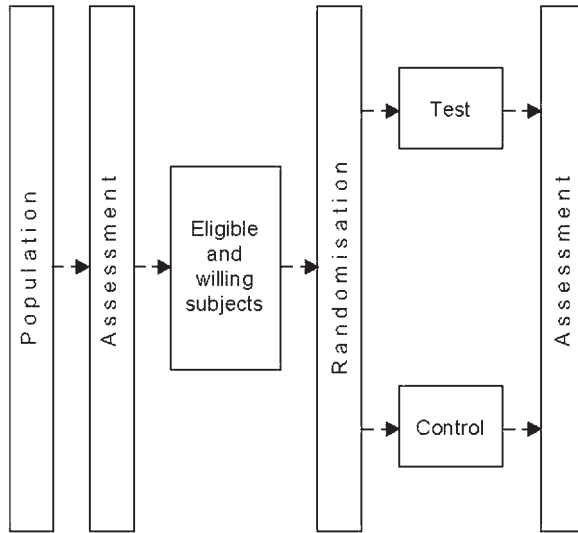 Population
Assessment
Eligible
and
willing
subjects
Randomisation
Test
Control
Assessment